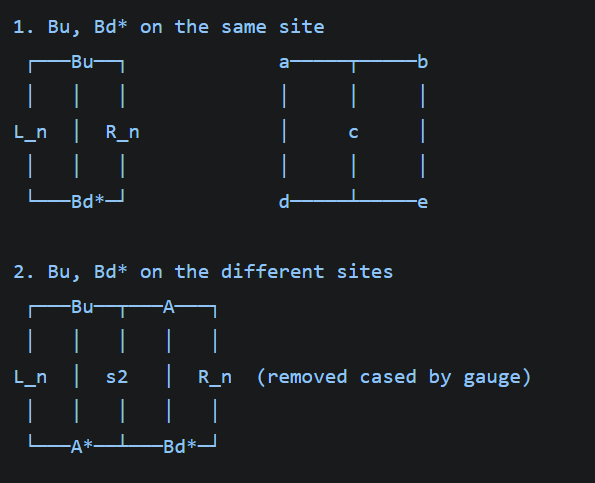 1. Bu, Bd* on the same site
┌───Bu──┐             a─────┬─────b
│   │   │             │     │     │
L_n │  R_n            │     c     │
│   │   │             │     │     │
└───Bd*─┘             d─────┴─────e
2. Bu, Bd* on the different sites
┌───Bu──┬───A───┐
│   │   │   │   │
L_n │  s2   │  R_n  (removed cased by gauge)
│   │   │   │   │
└───A*──┴───Bd*─┘